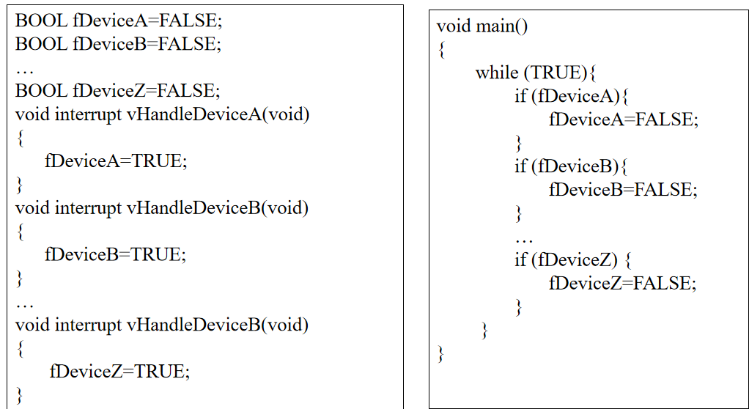 BOOL fDeviceA=FALSE;
BOOL fDeviceB=FALSE;
…
BOOL fDeviceZ=FALSE;
void interrupt vHandleDeviceA(void)
{
fDeviceA=TRUE;
}
void interrupt vHandleDeviceB(void)
{
fDeviceB=TRUE;
}
…
void interrupt vHandleDeviceB(void)
{
fDeviceZ=TRUE;
}
void main()
{
while (TRUE){
if (fDeviceA){
fDeviceA=FALSE;
}
if (fDeviceB){
fDeviceB=FALSE;
}
…
if (fDeviceZ) {
fDeviceZ=FALSE;
}
}
}